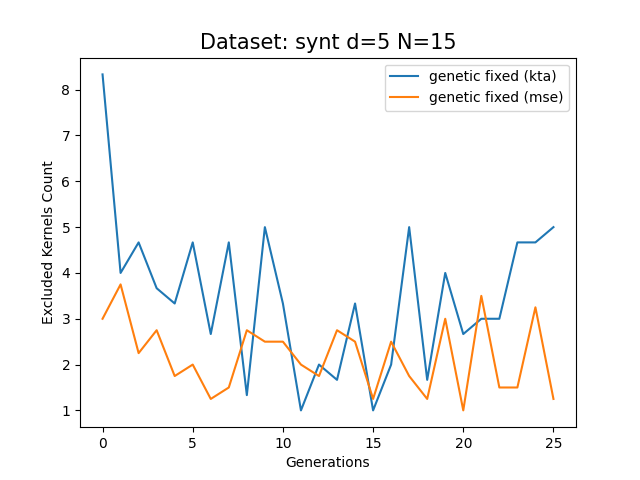 Dataset: synt d=5 N=15
genetic fixed (kta)
genetic fixed (mse)
Excluded Kernels Count
8
7
6
5
4
3
2
1
0 5 10 15 20 25
Generations